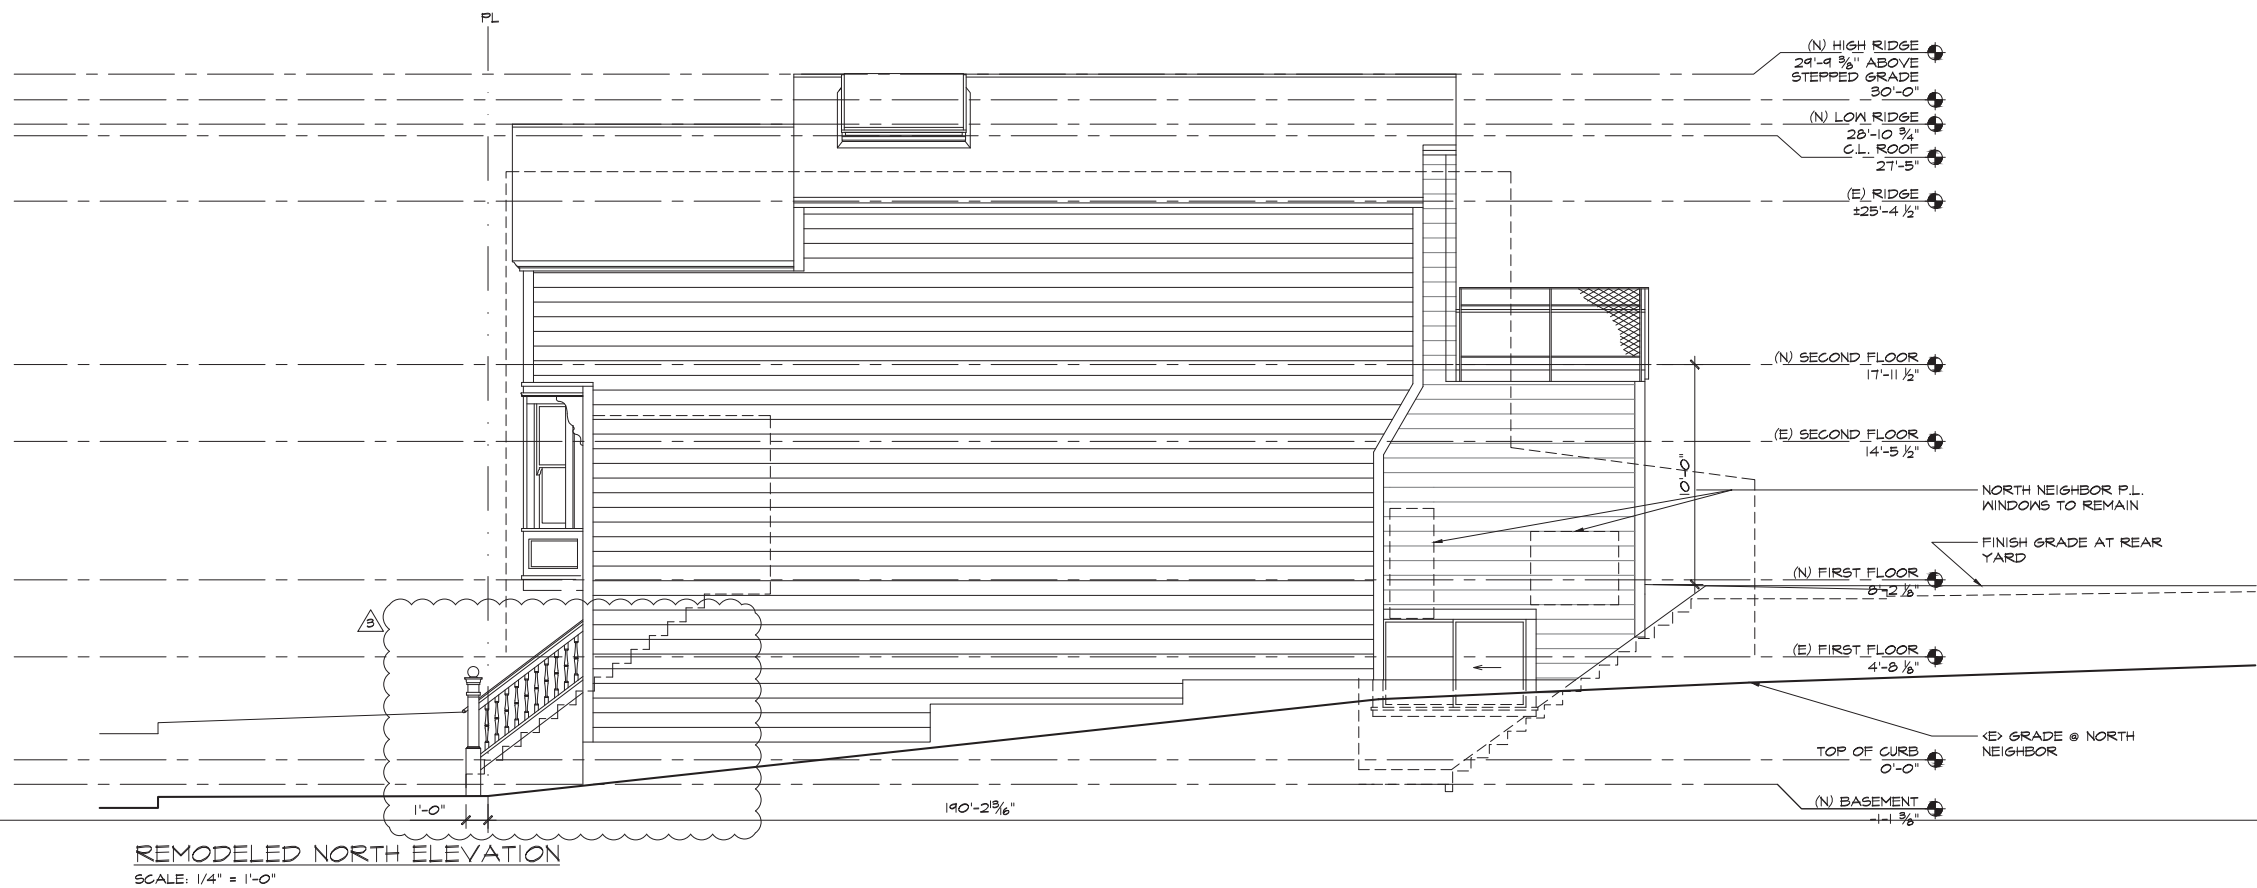 PL
(N) HIGH RIDGE
29'-9 3/8" ABOVE
STEPPED GRADE
30'-0"
(N) LOW RIDGE
28'-10 3/4"
C.L. ROOF
27'-5"
(E) RIDGE
±25'-4 1/2"
(N) SECOND FLOOR
17'-11 1/2"
(E) SECOND FLOOR
14'-5 1/2"
10'-0"
NORTH NEIGHBOR P.L.
WINDOWS TO REMAIN
FINISH GRADE AT REAR
YARD
(N) FIRST FLOOR
8'-2 1/8"
3
(E) FIRST FLOOR
4'-8 1/8"
<E> GRADE @ NORTH
NEIGHBOR
TOP OF CURB
0'-0"
(N) BASEMENT
-1'-1 3/8"
1'-0"
190'-2 13/16"
REMODELED NORTH ELEVATION
SCALE: 1/4" = 1'-0"